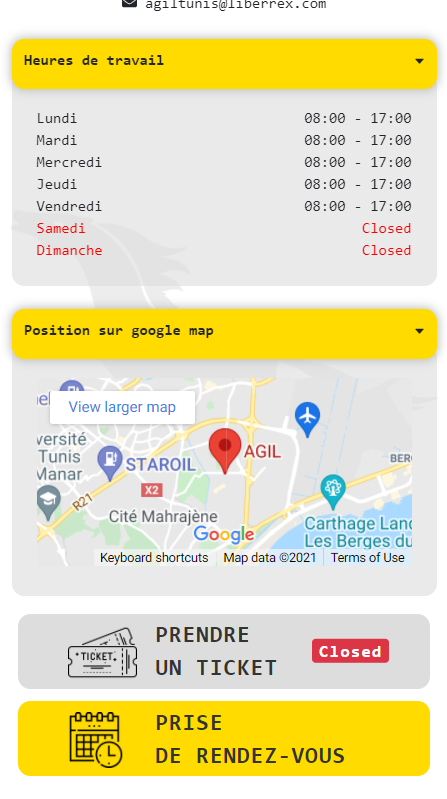 agiltunis@liberrex.com
Heures de travail
Lundi 08:00 - 17:00
Mardi 08:00 - 17:00
Mercredi 08:00 - 17:00
Jeudi 08:00 - 17:00
Vendredi 08:00 - 17:00
Samedi Closed
Dimanche Closed
Position sur google map
View larger map
versité
Tunis
Manar
STAROIL
AGIL
BER
X2
R21
Cité Mahrajène
Google
Carthage Land
Les Berges du
Keyboard shortcuts Map data ©2021 Terms of Use
PRENDRE
UN TICKET
TICKET
Closed
PRISE
DE RENDEZ-VOUS